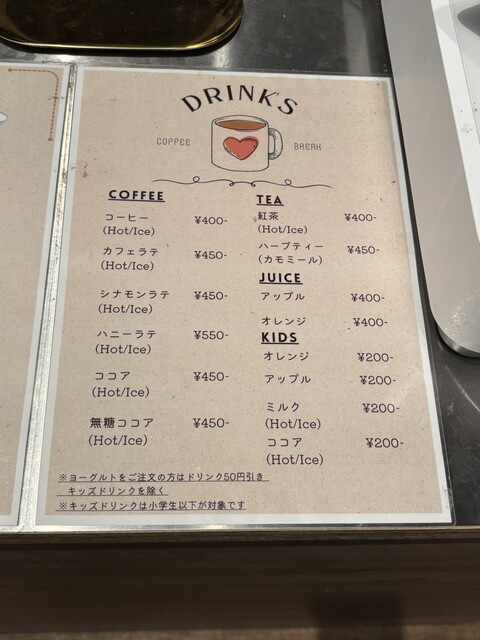 DRINKS
COFFEE BREAK
COFFEE
コーヒー ¥400-
(Hot/Ice)
カフェラテ ¥450-
(Hot/Ice)
シナモンラテ ¥450-
(Hot/Ice)
ハニーラテ ¥550-
(Hot/Ice)
ココア ¥450-
(Hot/Ice)
無糖ココア ¥450-
(Hot/Ice)
TEA
紅茶 ¥400-
(Hot/Ice)
ハーブティー ¥450-
(カモミール)
JUICE
アップル ¥400-
オレンジ ¥400-
KIDS
オレンジ ¥200-
アップル ¥200-
ミルク ¥200-
(Hot/Ice)
ココア ¥200-
(Hot/Ice)
※ヨーグルトをご注文の方はドリンク50円引き
キッズドリンクを除く
※キッズドリンクは小学生以下が対象です